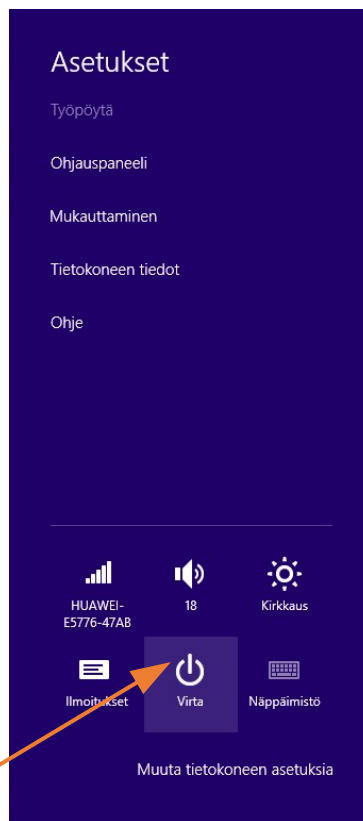 Asetukset
Työpöytä
Ohjauspaneeli
Mukauttaminen
Tietokoneen tiedot
Ohje
HUAWEI-
E5776-47AB
18
Kirkkaus
Ilmoitukset
Virta
Näppäimistö
Muuta tietokoneen asetuksia